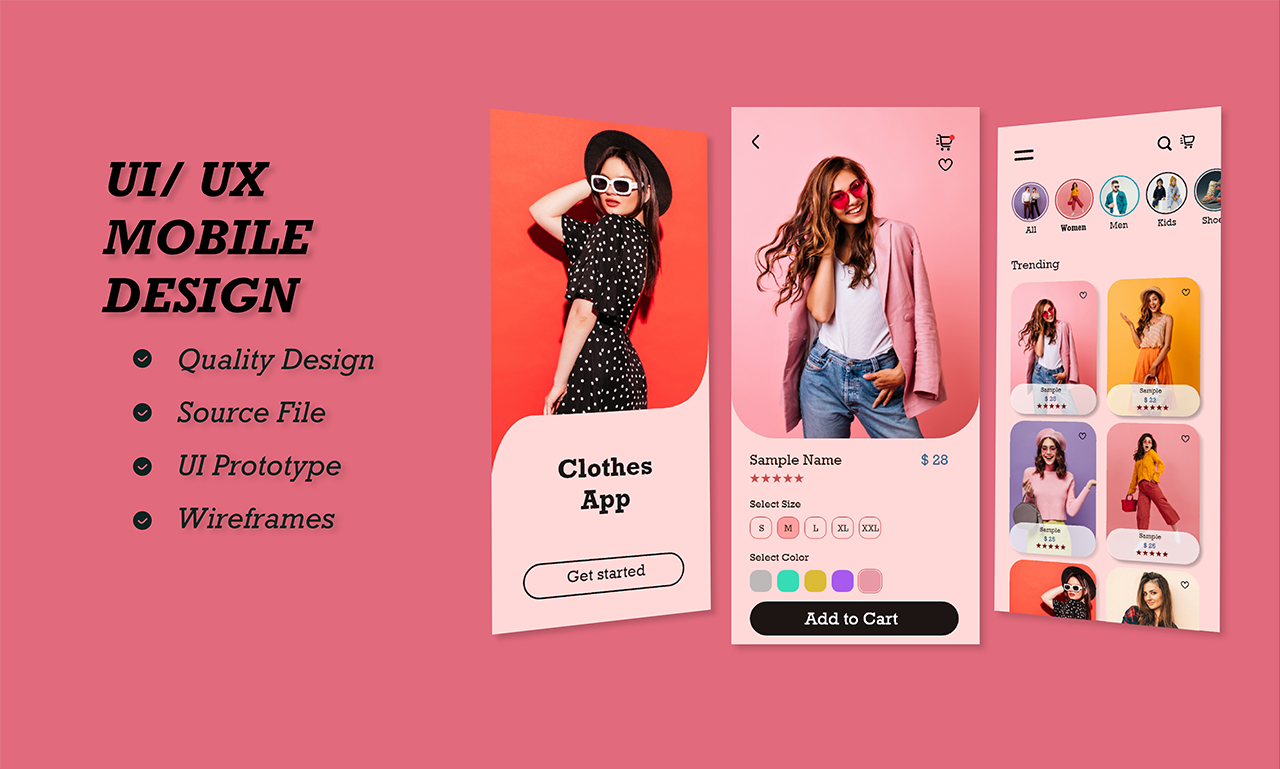 UI/ UX
MOBILE
DESIGN
Quality Design
Source File
UI Prototype
Wireframes
Clothes
App
Get started
Sample Name
$ 28
★★★★★
Select Size
S M L XL XXL
Select Color
Add to Cart
All Women Men Kids Shoe
Trending
Sample
$ 28
★★★★★
Sample
$ 23
★★★★★
Sample
$ 25
★★★★★
Sample
$ 26
★★★★★